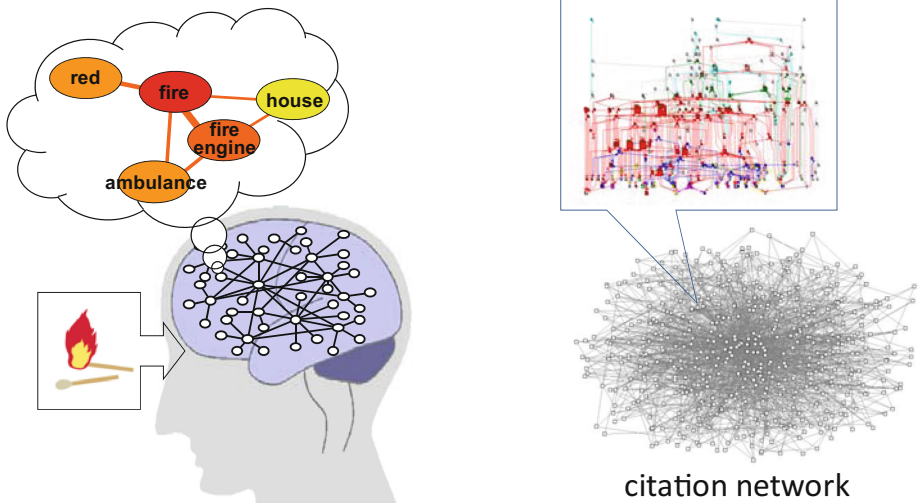 red
fire
house
fire
engine
ambulance
citation network